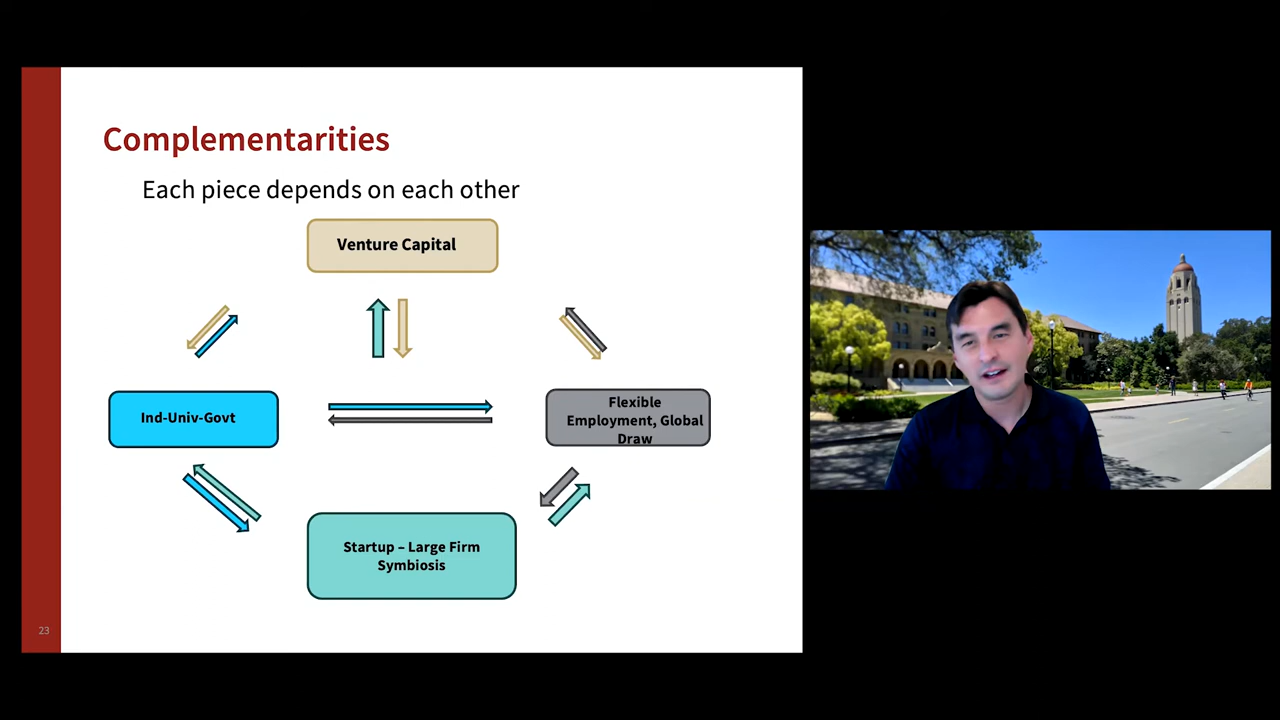 Complementarities
Each piece depends on each other
Venture Capital
Ind-Univ-Govt
Flexible
Employment, Global
Draw
Startup – Large Firm
Symbiosis
23